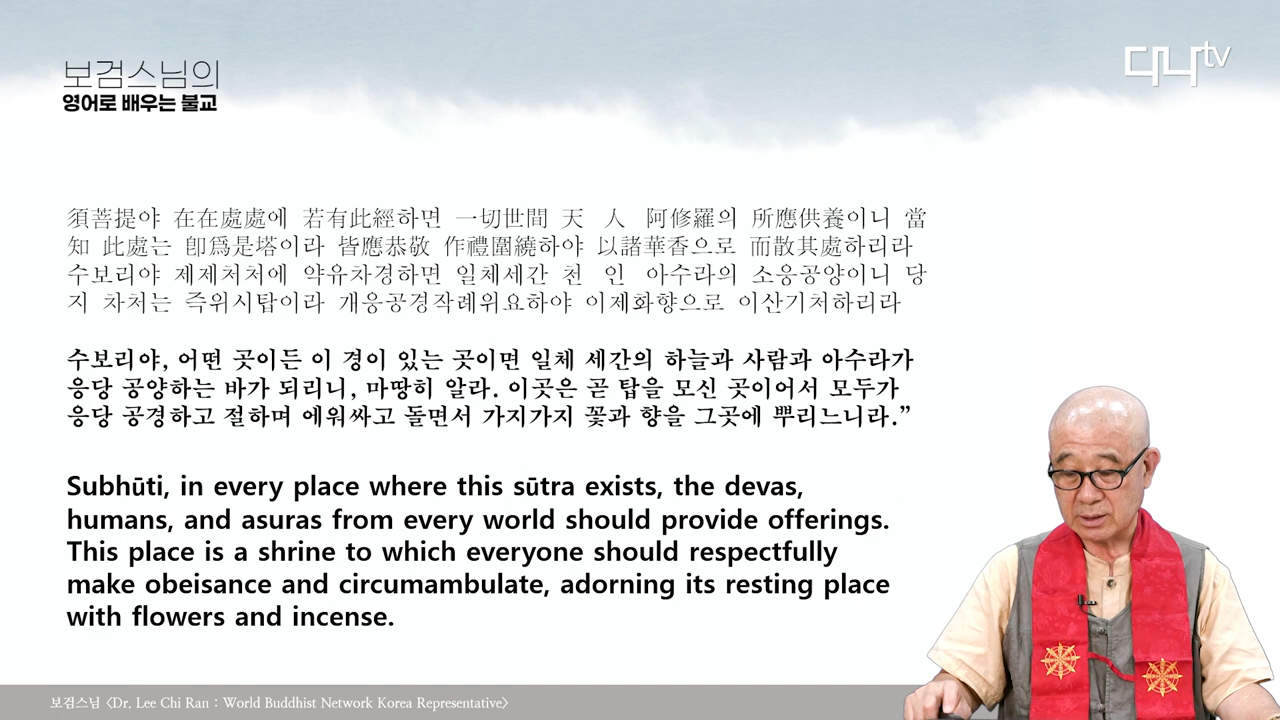 보검스님의
영어로 배우는 불교
디나tv
須菩提야 在在處處에 若有此經하면 一切世間 天 人 阿修羅의 所應供養이니 當
知 此處는 卽爲是塔이라 皆應恭敬 作禮圍繞하야 以諸華香으로 而散其處하리라
수보리야 제제처처에 약유차경하면 일체세간 천 인 아수라의 소응공양이니 당
지 차처는 즉위시탑이라 개응공경작례위요하야 이제화향으로 이산기처하리라
수보리야, 어떤 곳이든 이 경이 있는 곳이면 일체 세간의 하늘과 사람과 아수라가
응당 공양하는 바가 되리니, 마땅히 알라. 이곳은 곧 탑을 모신 곳이어서 모두가
응당 공경하고 절하며 에워싸고 돌면서 가지가지 꽃과 향을 그곳에 뿌리느니라.”
Subhūti, in every place where this sūtra exists, the devas,
humans, and asuras from every world should provide offerings.
This place is a shrine to which everyone should respectfully
make obeisance and circumambulate, adorning its resting place
with flowers and incense.
보검스님 〈Dr. Lee Chi Ran : World Buddhist Network Korea Representative〉